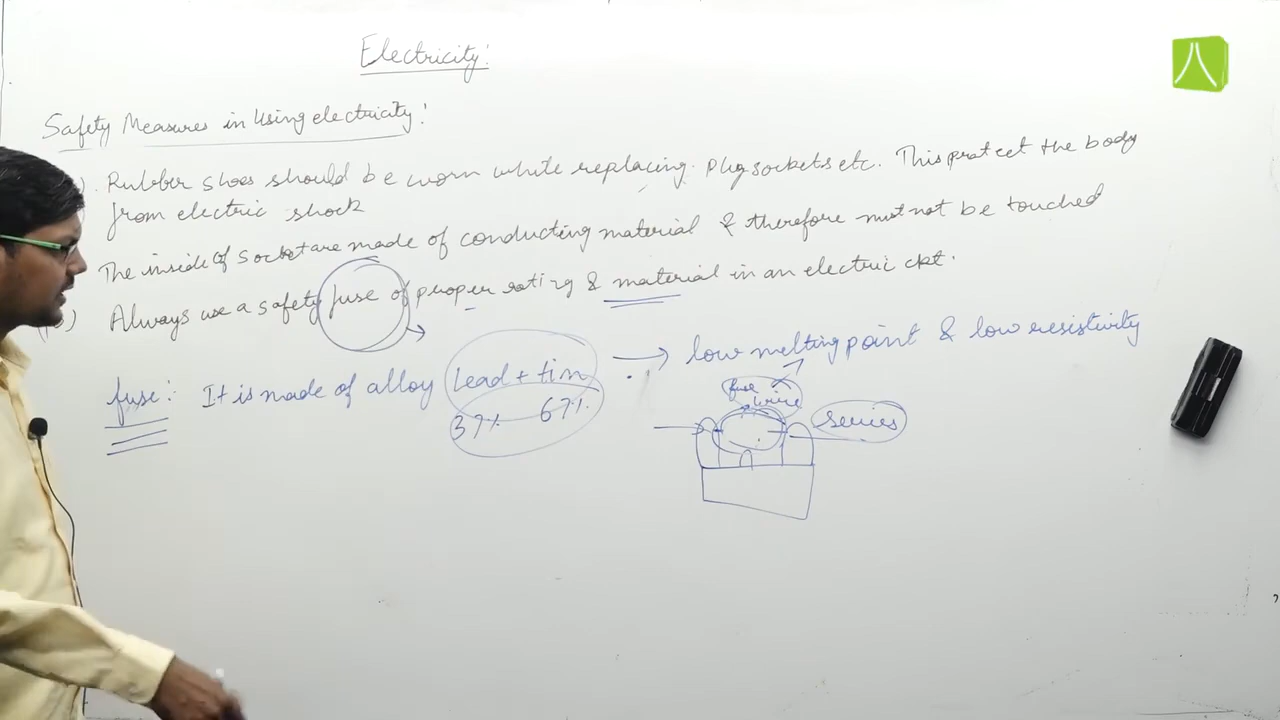 Electricity:
Safety Measures in Using electricity:
Rubber shoes should be worn while replacing plug sockets etc. This protect the body
from electric shock
The inside of socket are made of conducting material & therefore must not be touched
Always use a safety fuse of proper rating & material in an electric ckt.
fuse: It is made of alloy Lead + tin → low melting point & low resistivity
37% 67%
fuse
wire
series